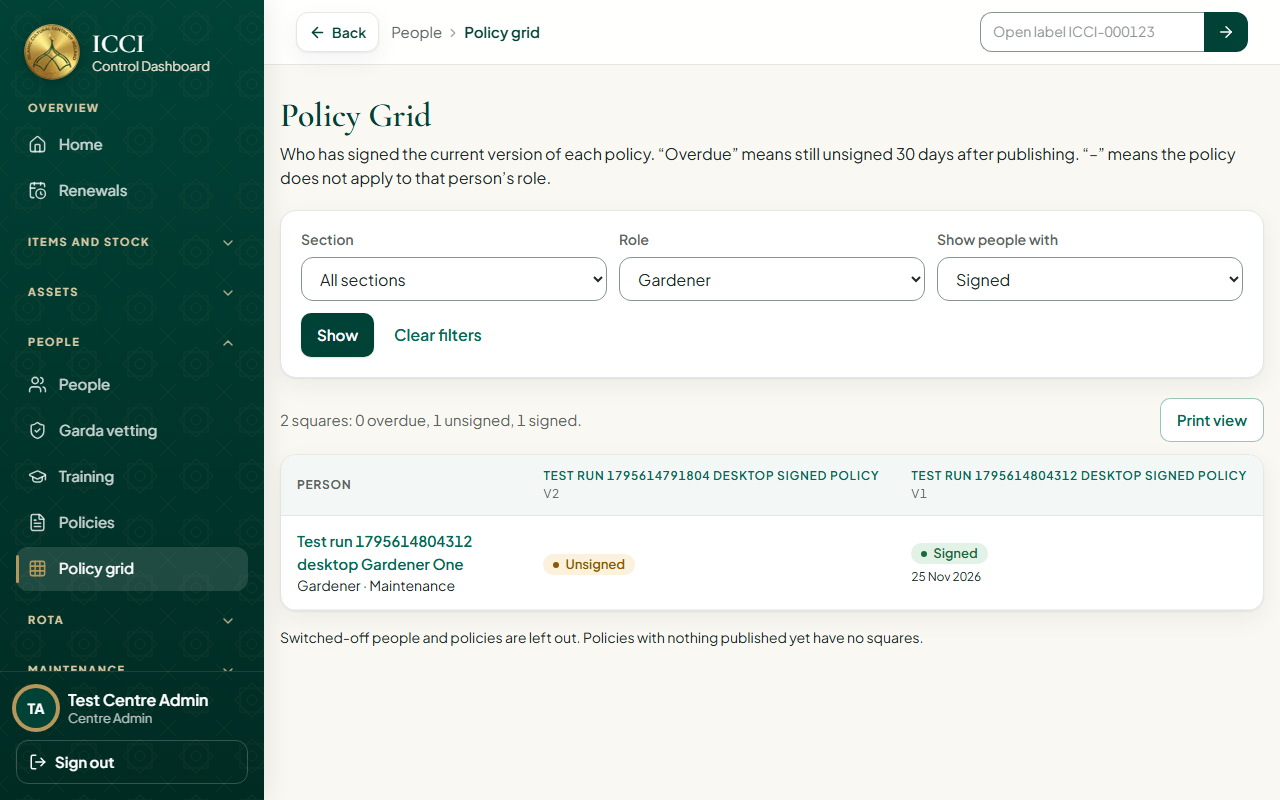 ICCI
Control Dashboard
OVERVIEW
Home
Renewals
ITEMS AND STOCK
ASSETS
PEOPLE
People
Garda vetting
Training
Policies
Policy grid
ROTA
MAINTENANCE
TA
Test Centre Admin
Centre Admin
Sign out
Back
People
Policy grid
Open label ICCI-000123
Policy Grid
Who has signed the current version of each policy. “Overdue” means still unsigned 30 days after publishing. “–” means the policy
does not apply to that person’s role.
Section
Role
Show people with
All sections
Gardener
Signed
Show
Clear filters
2 squares: 0 overdue, 1 unsigned, 1 signed.
Print view
PERSON
TEST RUN 1795614791804 DESKTOP SIGNED POLICY
V2
TEST RUN 1795614804312 DESKTOP SIGNED POLICY
V1
Test run 1795614804312
desktop Gardener One
Gardener · Maintenance
Unsigned
Signed
25 Nov 2026
Switched-off people and policies are left out. Policies with nothing published yet have no squares.